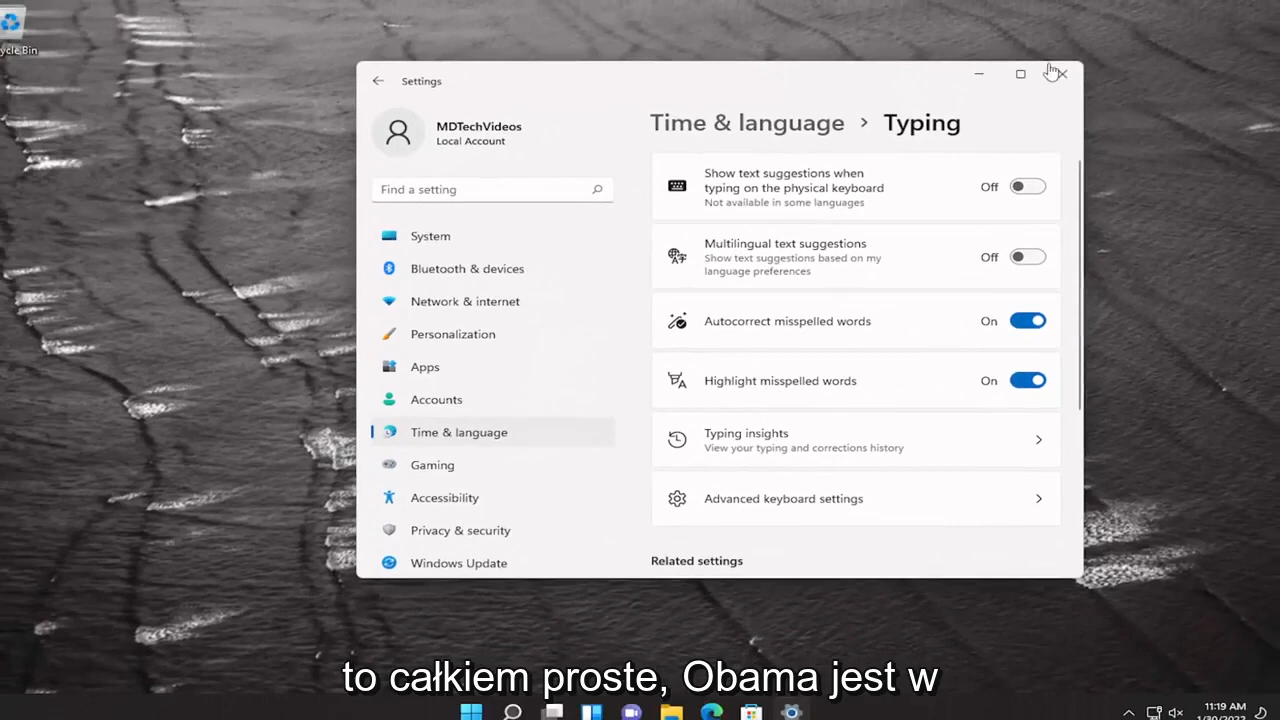 ycle Bin
Settings
MDTechVideos
Local Account
Find a setting
System
Bluetooth & devices
Network & internet
Personalization
Apps
Accounts
Time & language
Gaming
Accessibility
Privacy & security
Windows Update
Time & language > Typing
Show text suggestions when
typing on the physical keyboard
Not available in some languages
Off
Multilingual text suggestions
Show text suggestions based on my
language preferences
Off
Autocorrect misspelled words
On
Highlight misspelled words
On
Typing insights
View your typing and corrections history
Advanced keyboard settings
Related settings
to całkiem proste, Obama jest w
11:19 AM